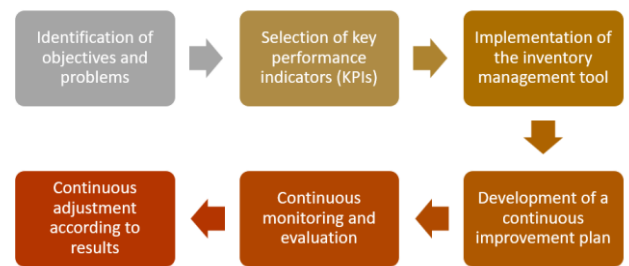 Identification of
objectives and
problems
Selection of key
performance
indicators (KPIs)
Implementation of
the inventory
management tool
Development of a
continuous
improvement plan
Continuous
monitoring and
evaluation
Continuous
adjustment
according to
results